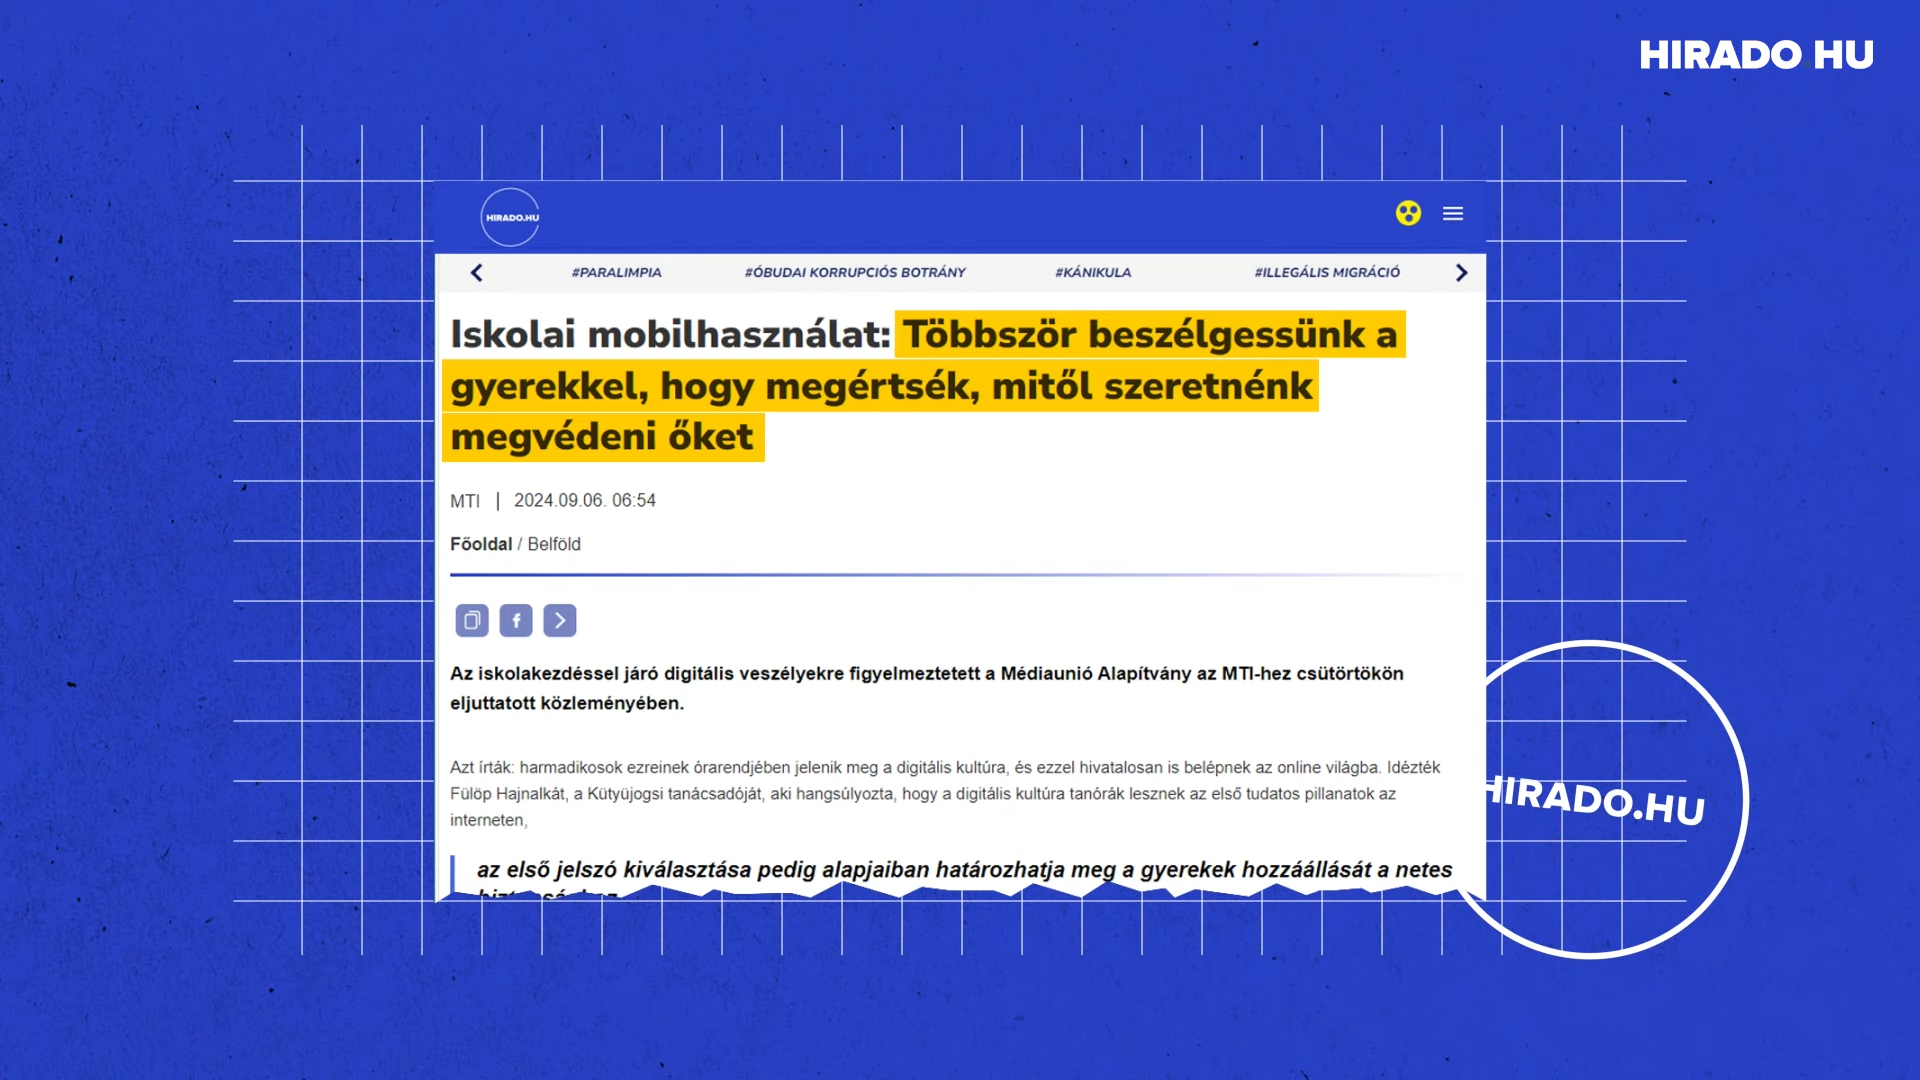 HIRADO HU
HIRADO.HU
#PARALIMPIA #ÓBUDAI KORRUPCIÓS BOTRÁNY #KÁNIKULA #ILLEGÁLIS MIGRÁCIÓ
Iskolai mobilhasználat: Többször beszélgessünk a
gyerekkel, hogy megértsék, mitől szeretnénk
megvédeni őket
MTI | 2024.09.06. 06:54
Főoldal / Belföld
Az iskolakezdéssel járó digitális veszélyekre figyelmeztetett a Médiaunió Alapítvány az MTI-hez csütörtökön
eljuttatott közleményében.
Azt írták: harmadikosok ezreinek órarendjében jelenik meg a digitális kultúra, és ezzel hivatalosan is belépnek az online világba. Idézték
Fülöp Hajnalkát, a Kütyüjogsi tanácsadóját, aki hangsúlyozta, hogy a digitális kultúra tanórák lesznek az első tudatos pillanatok az
interneten,
az első jelszó kiválasztása pedig alapjaiban határozhatja meg a gyerekek hozzáállását a netes
HIRADO.HU